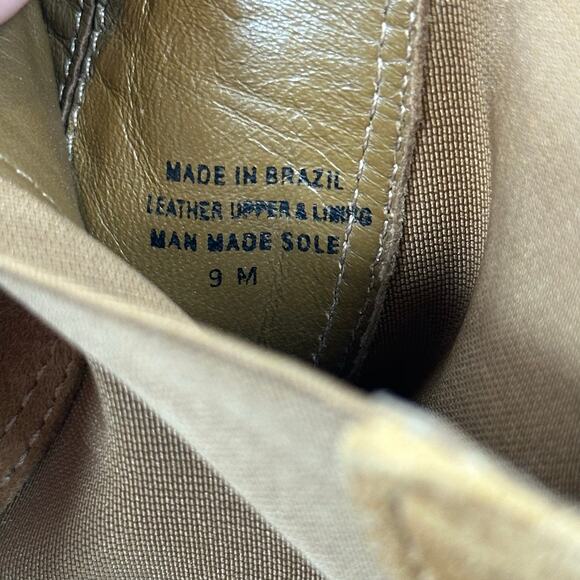 MADE IN BRAZIL
LEATHER UPPER & LINING
MAN MADE SOLE
9 M